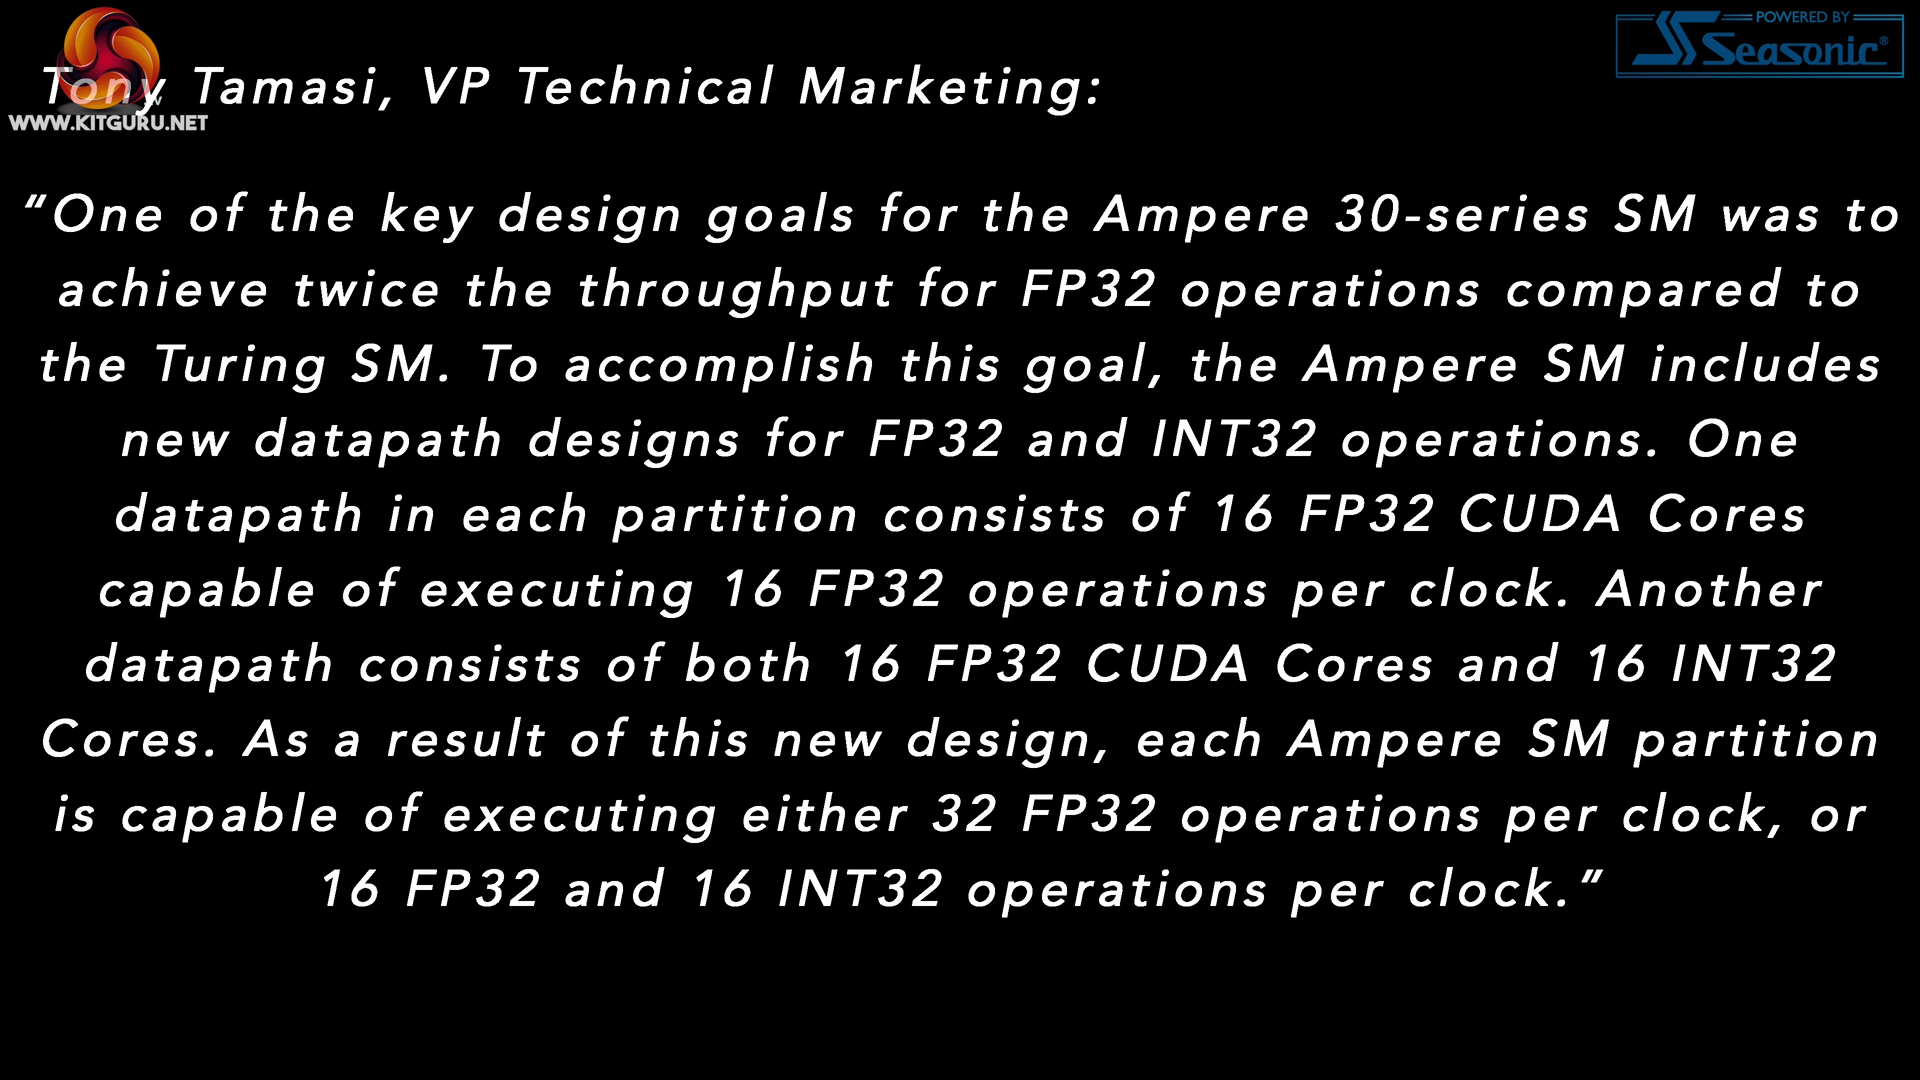 POWERED BY
Seasonic®
Tony Tamasi, VP Technical Marketing:
WWW.KITGURU.NET
“One of the key design goals for the Ampere 30-series SM was to
achieve twice the throughput for FP32 operations compared to
the Turing SM. To accomplish this goal, the Ampere SM includes
new datapath designs for FP32 and INT32 operations. One
datapath in each partition consists of 16 FP32 CUDA Cores
capable of executing 16 FP32 operations per clock. Another
datapath consists of both 16 FP32 CUDA Cores and 16 INT32
Cores. As a result of this new design, each Ampere SM partition
is capable of executing either 32 FP32 operations per clock, or
16 FP32 and 16 INT32 operations per clock.”